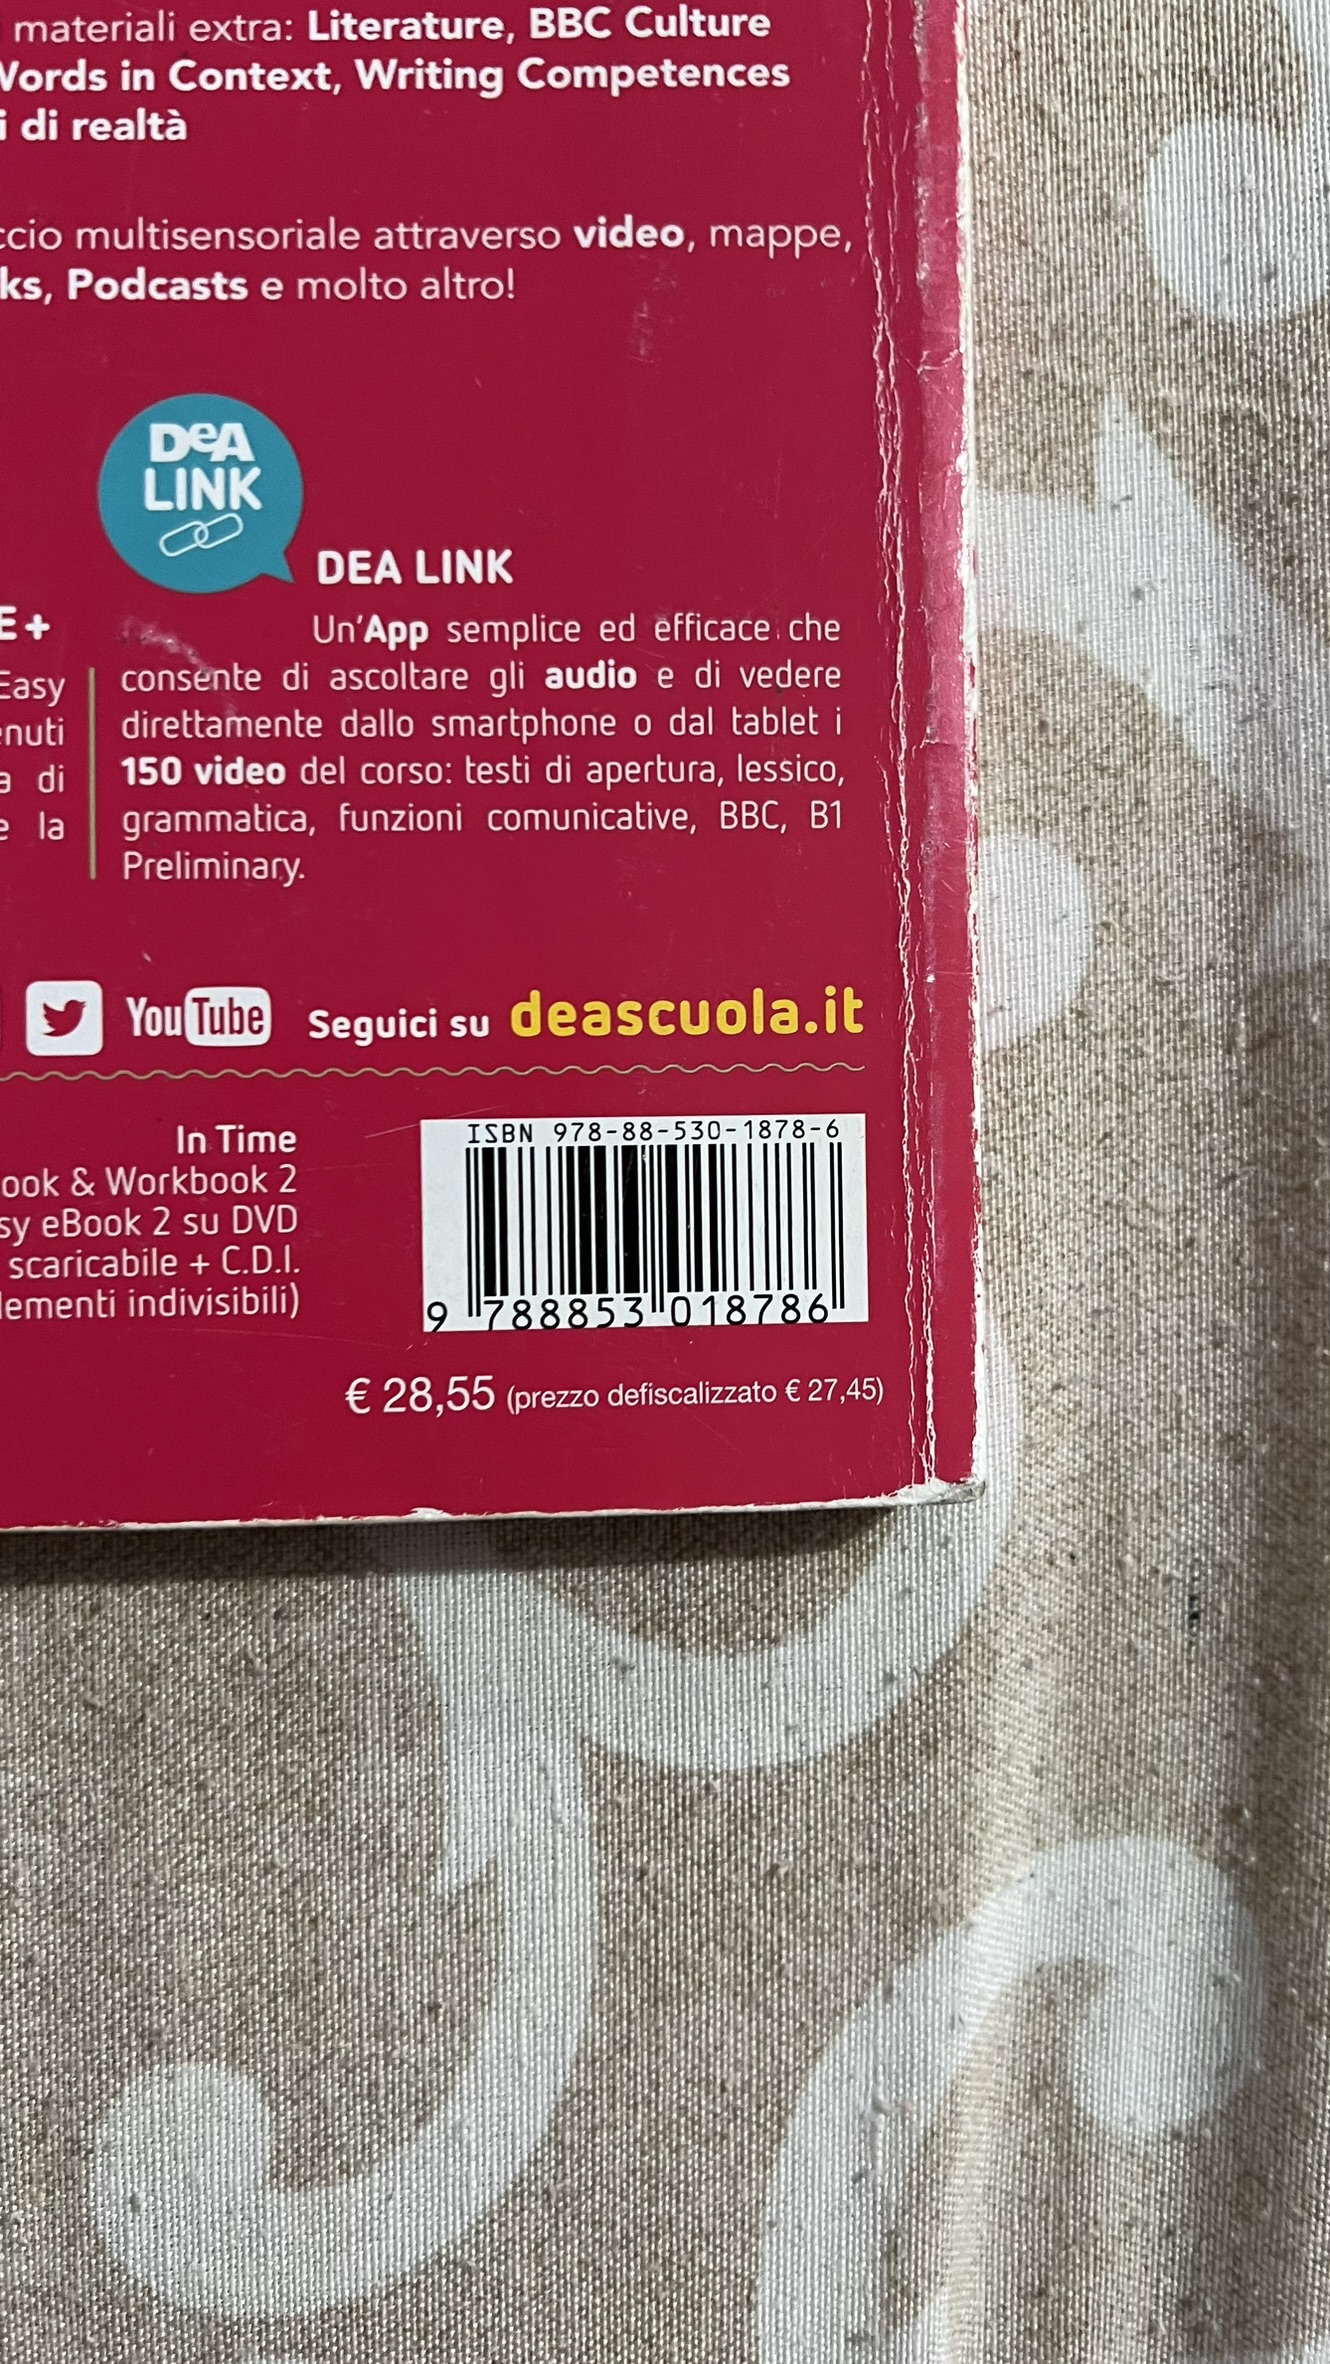 materiali extra: Literature, BBC Culture
Words in Context, Writing Competences
i di realtà
ccio multisensoriale attraverso video, mappe,
ks, Podcasts e molto altro!
DeA
LINK
DEA LINK
E+
Un'App semplice ed efficace che
Easy
consente di ascoltare gli audio e di vedere
enuti
direttamente dallo smartphone o dal tablet i
a di
150 video del corso: testi di apertura, lessico,
e la
grammatica, funzioni comunicative, BBC, B1
Preliminary.
YouTube Seguici su deascuola.it
In Time
ook & Workbook 2
sy eBook 2 su DVD
scaricabile + C.D.I.
lementi indivisibili)
ISBN 978-88-530-1878-6
9 788853 018786
€ 28,55 (prezzo defiscalizzato € 27,45)